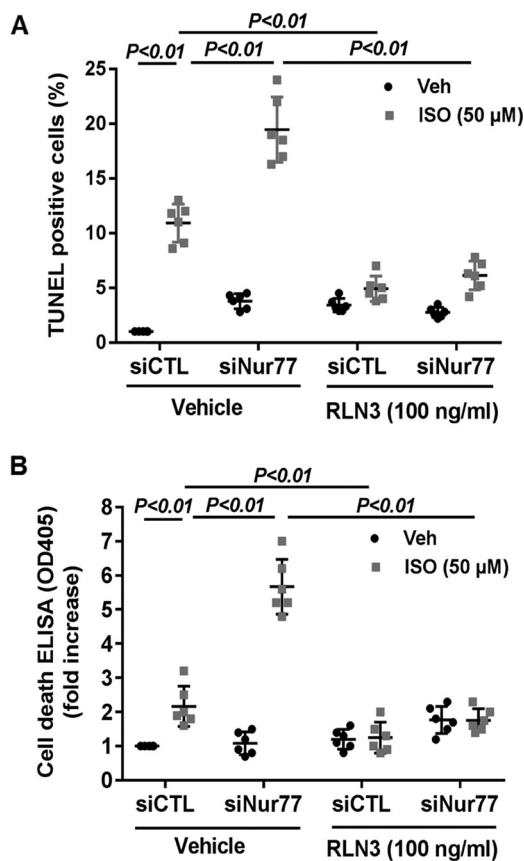 A
P<0.01
P<0.01 P<0.01 P<0.01
TUNEL positive cells (%)
25
20
15
10
5
0
Veh
ISO (50 µM)
siCTL siNur77 siCTL siNur77
Vehicle RLN3 (100 ng/ml)
B
P<0.01
P<0.01 P<0.01 P<0.01
Cell death ELISA (OD405)
(fold increase)
8
7
6
5
4
3
2
1
0
Veh
ISO (50 µM)
siCTL siNur77 siCTL siNur77
Vehicle RLN3 (100 ng/ml)